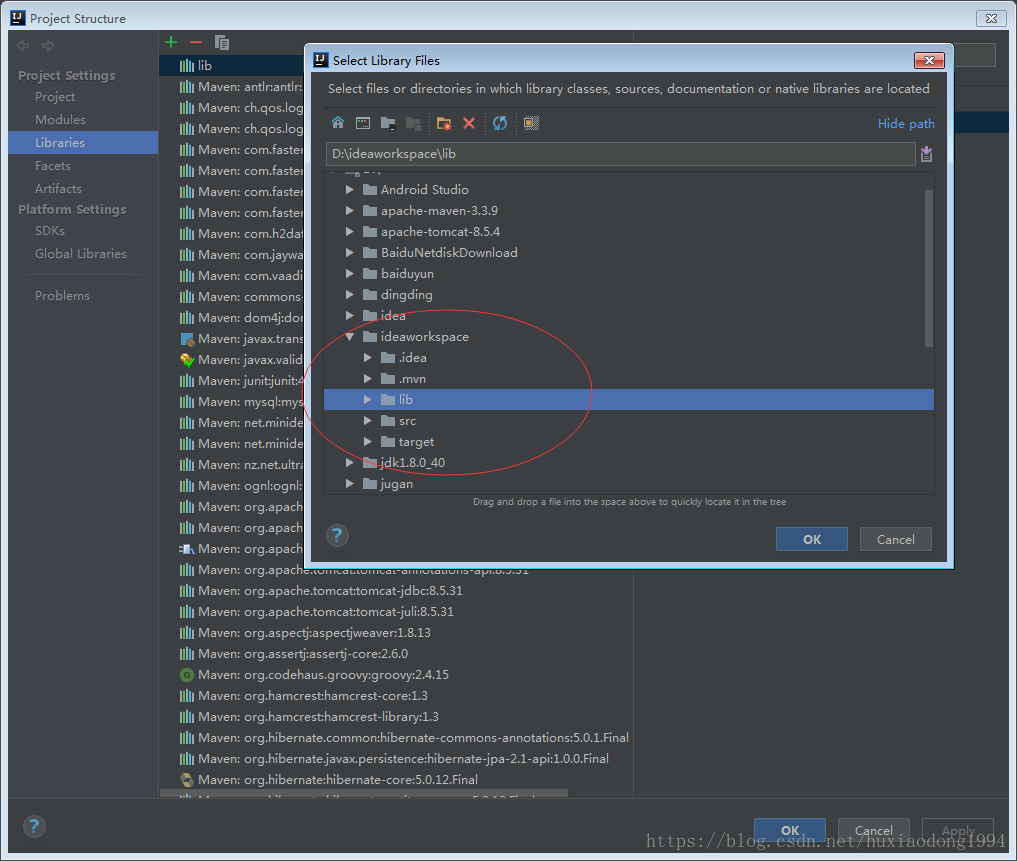 Project Structure
Project Settings
Project
Modules
Libraries
Facets
Artifacts
Platform Settings
SDKs
Global Libraries
Problems
lib
Maven: antlr:antlr:
Maven: ch.qos.log
Maven: ch.qos.log
Maven: com.faster
Maven: com.faster
Maven: com.faster
Maven: com.faster
Maven: com.h2dat
Maven: com.jaywa
Maven: com.vaadi
Maven: commons-
Maven: dom4j:dor
Maven: javax.trans
Maven: javax.valid
Maven: junit:junit:4
Maven: mysql:mys
Maven: net.minide
Maven: net.minide
Maven: nz.net.ultra
Maven: ognl:ognl:
Maven: org.apach
Maven: org.apach
Maven: org.apach
Maven: org.apache.tomcat:tomcat-annotations-api:8.5.31
Maven: org.apache.tomcat:tomcat-jdbc:8.5.31
Maven: org.apache.tomcat:tomcat-juli:8.5.31
Maven: org.aspectj:aspectjweaver:1.8.13
Maven: org.assertj:assertj-core:2.6.0
Maven: org.codehaus.groovy:groovy:2.4.15
Maven: org.hamcrest:hamcrest-core:1.3
Maven: org.hamcrest:hamcrest-library:1.3
Maven: org.hibernate.common:hibernate-commons-annotations:5.0.1.Final
Maven: org.hibernate.javax.persistence:hibernate-jpa-2.1-api:1.0.0.Final
Maven: org.hibernate:hibernate-core:5.0.12.Final
Select Library Files
Select files or directories in which library classes, sources, documentation or native libraries are located
Hide path
D:\ideaworkspace\lib
Android Studio
apache-maven-3.3.9
apache-tomcat-8.5.4
BaiduNetdiskDownload
baiduyun
dingding
idea
ideaworkspace
.idea
.mvn
lib
src
target
jdk1.8.0_40
jugan
Drag and drop a file into the space above to quickly locate it in the tree
?
OK
Cancel
?
OK
Cancel
Apply
https://blog.csdn.net/huxiaodong1994